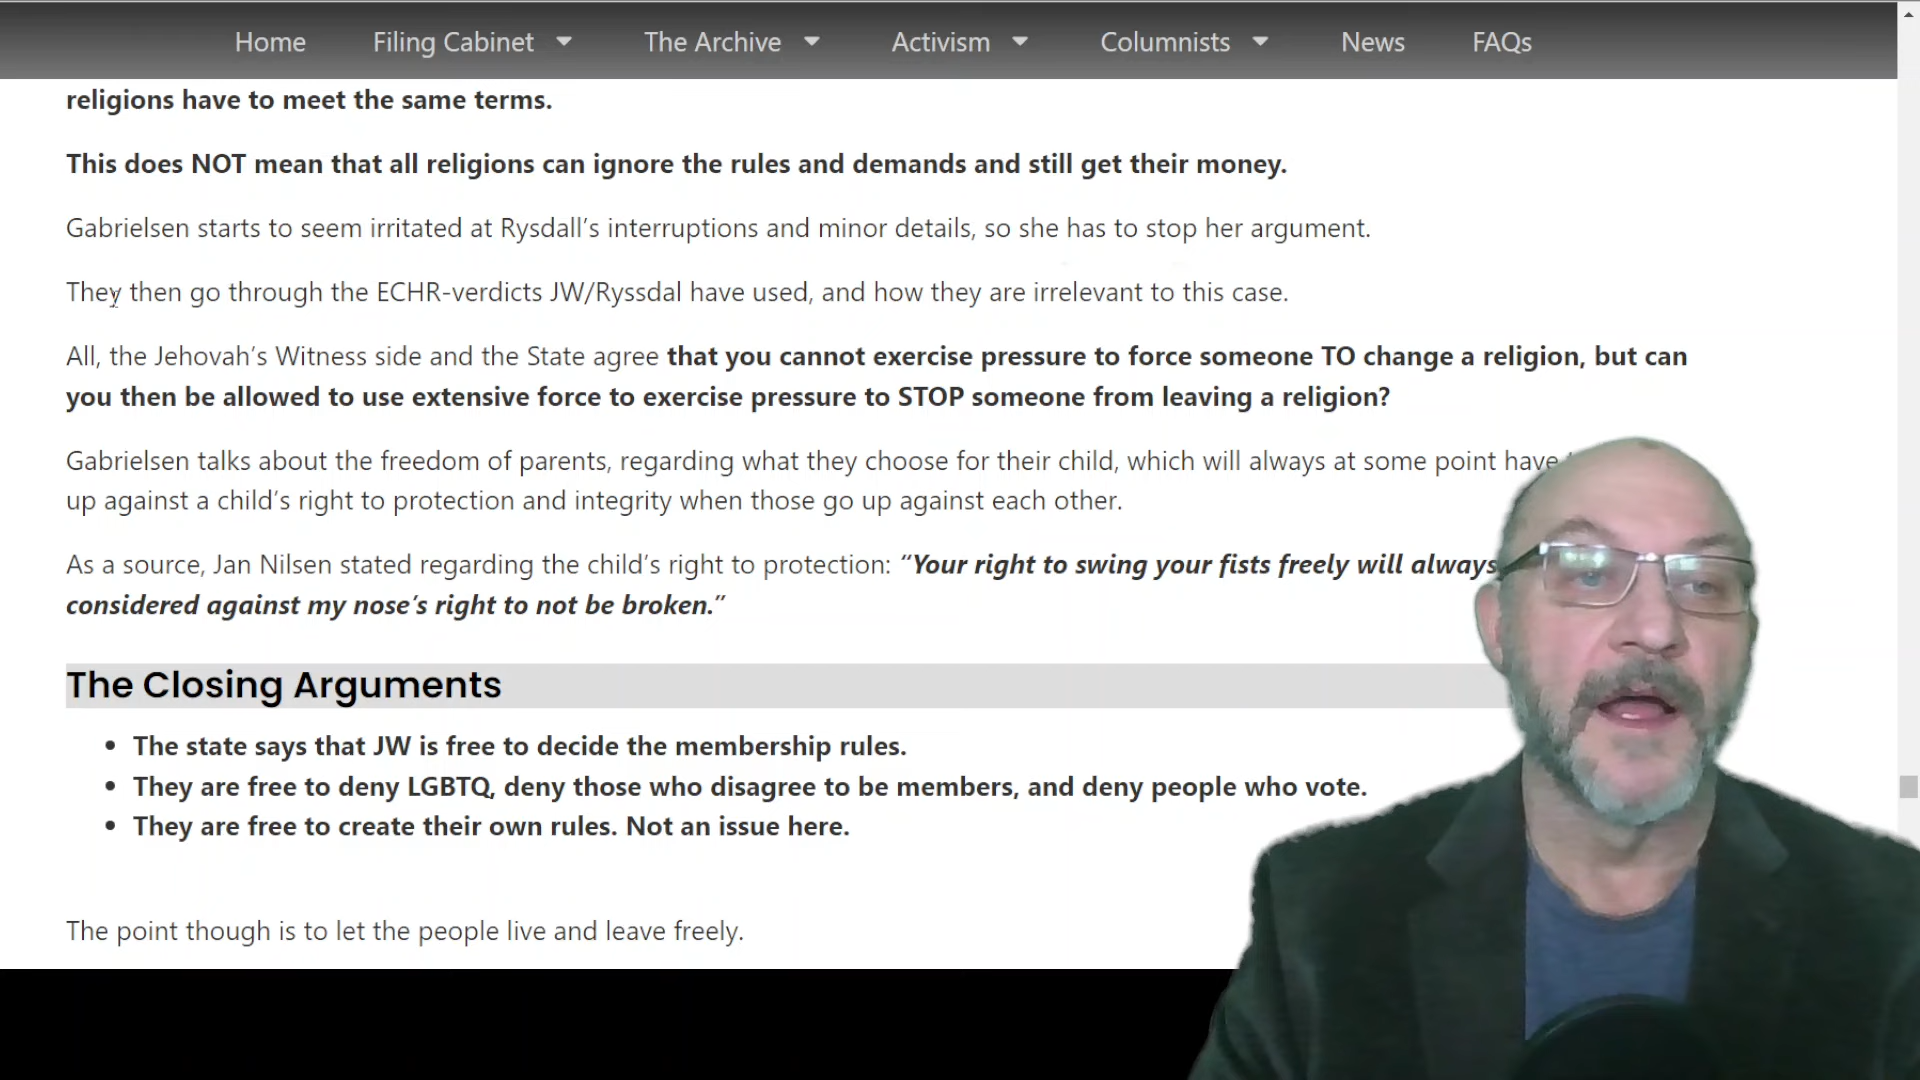 Home Filing Cabinet The Archive Activism Columnists News FAQs
religions have to meet the same terms.
This does NOT mean that all religions can ignore the rules and demands and still get their money.
Gabrielsen starts to seem irritated at Rysdall’s interruptions and minor details, so she has to stop her argument.
They then go through the ECHR-verdicts JW/Ryssdal have used, and how they are irrelevant to this case.
All, the Jehovah’s Witness side and the State agree that you cannot exercise pressure to force someone TO change a religion, but can
you then be allowed to use extensive force to exercise pressure to STOP someone from leaving a religion?
Gabrielsen talks about the freedom of parents, regarding what they choose for their child, which will always at some point have
up against a child’s right to protection and integrity when those go up against each other.
As a source, Jan Nilsen stated regarding the child’s right to protection: “Your right to swing your fists freely will always
considered against my nose’s right to not be broken.”
The Closing Arguments
• The state says that JW is free to decide the membership rules.
• They are free to deny LGBTQ, deny those who disagree to be members, and deny people who vote.
• They are free to create their own rules. Not an issue here.
The point though is to let the people live and leave freely.